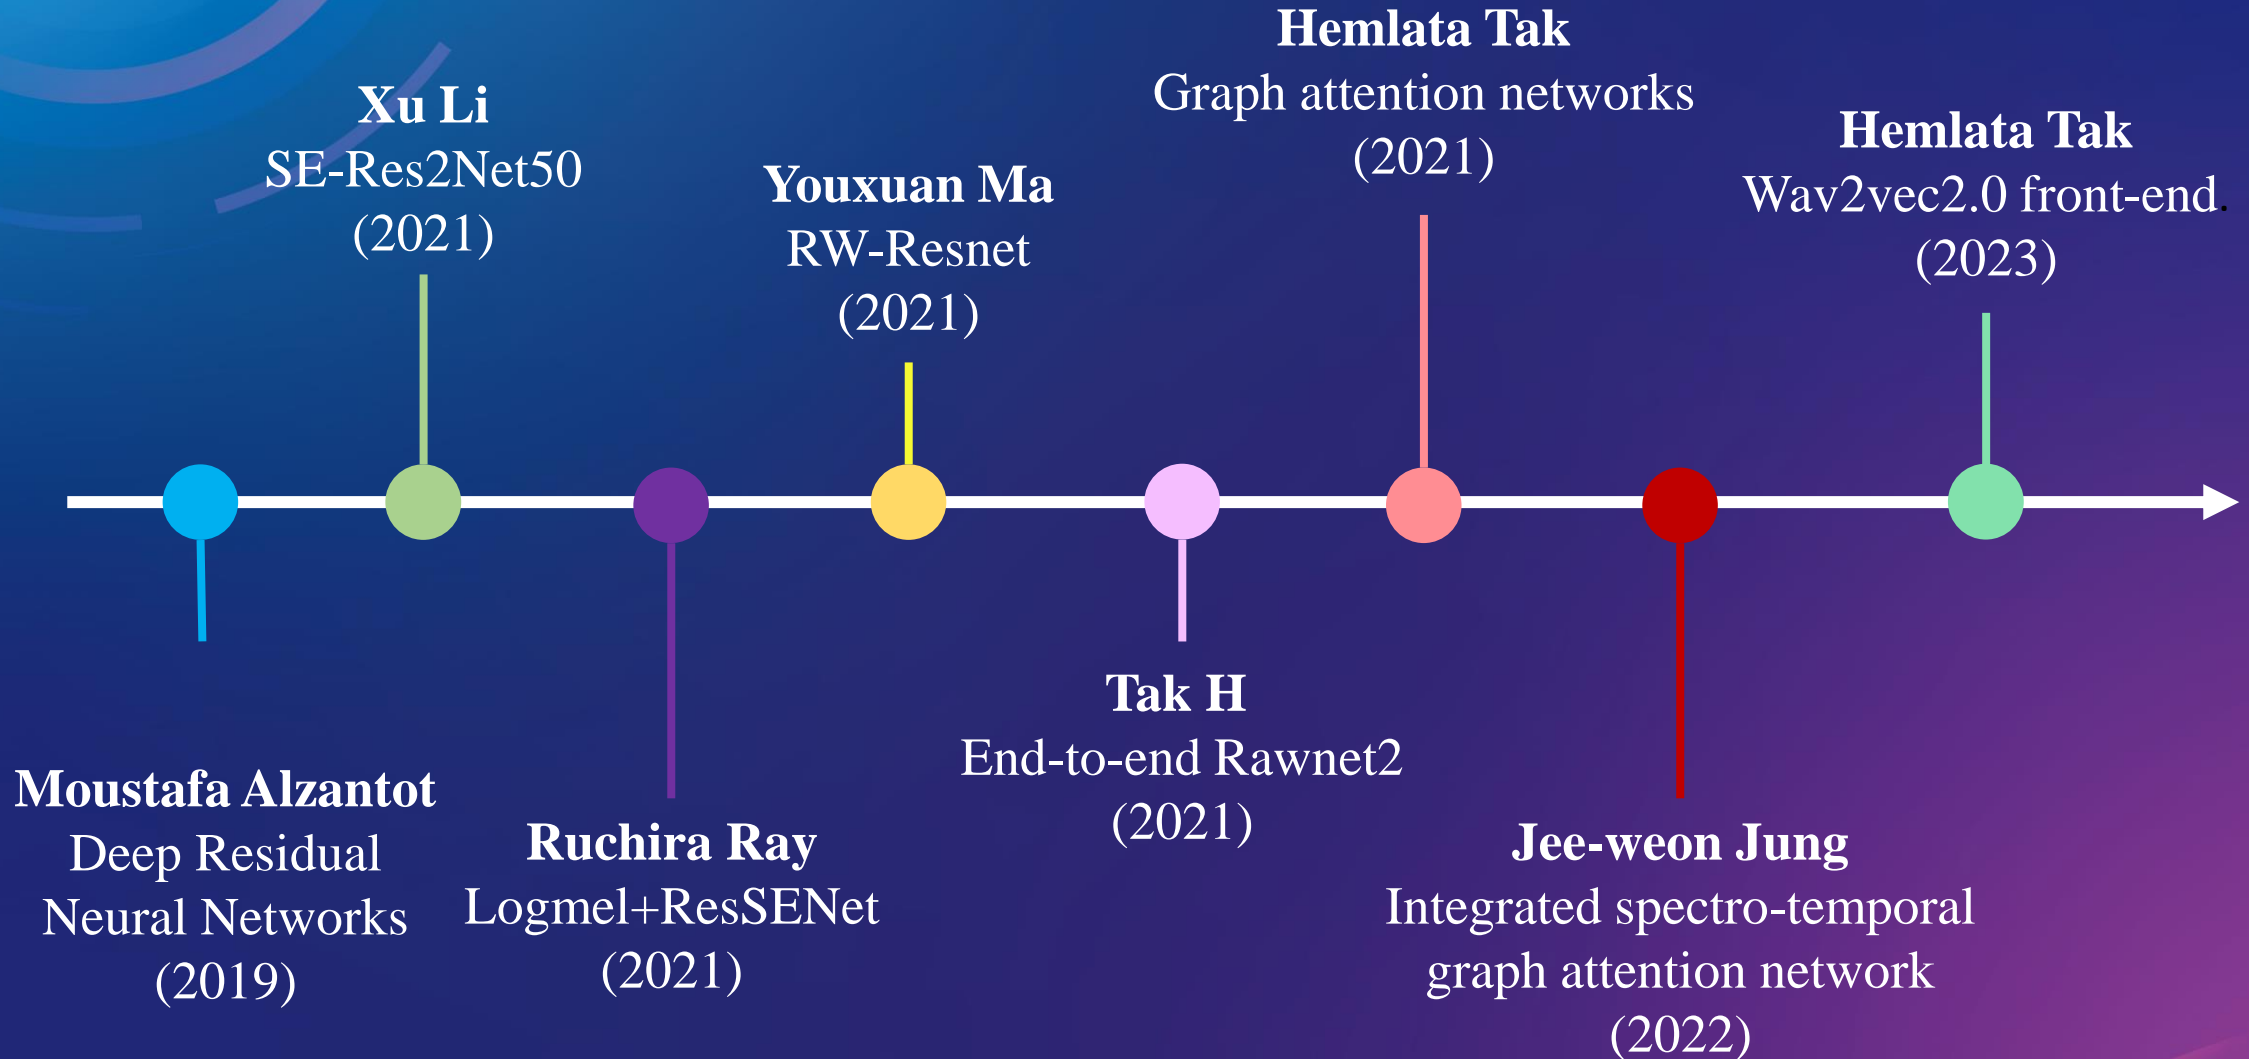 Moustafa Alzantot
Deep Residual
Neural Networks
(2019)
Xu Li
SE-Res2Net50
(2021)
Ruchira Ray
Logmel+ResSENet
(2021)
Youxuan Ma
RW-Resnet
(2021)
Tak H
End-to-end Rawnet2
(2021)
Hemlata Tak
Graph attention networks
(2021)
Jee-weon Jung
Integrated spectro-temporal
graph attention network
(2022)
Hemlata Tak
Wav2vec2.0 front-end.
(2023)